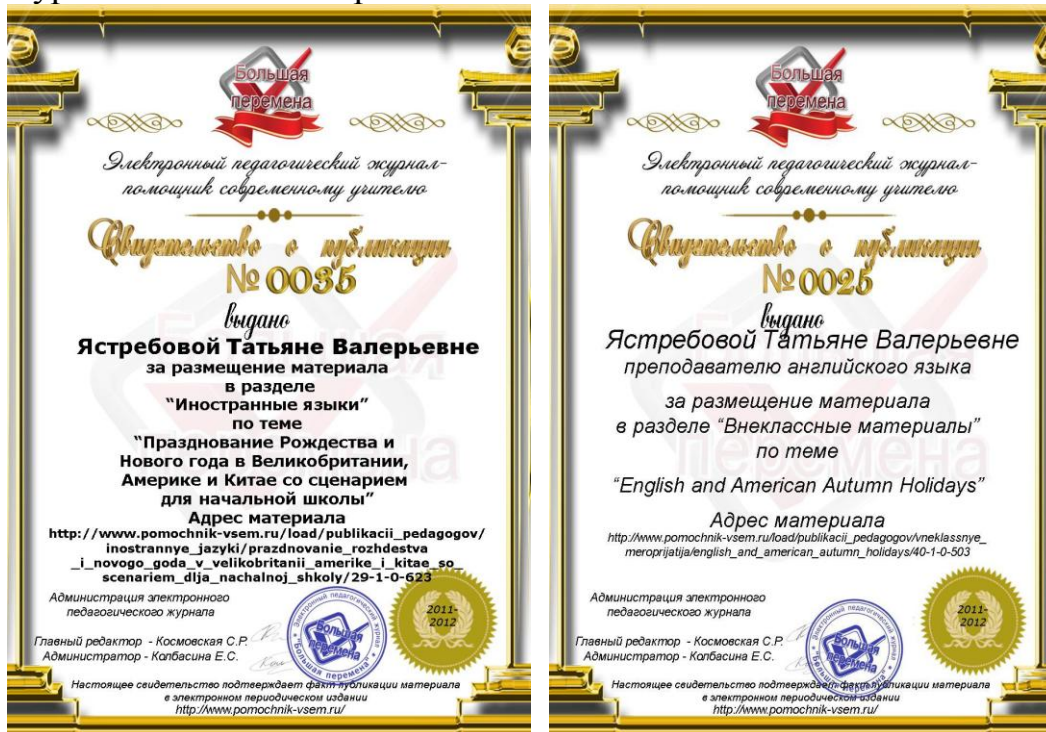 Большая
перемена
Электронный педагогический журнал-
помощник современному учителю
Свидетельство о публикации
№ 0035
выдано
Ястребовой Татьяне Валерьевне
за размещение материала
в разделе
“Иностранные языки”
по теме
“Празднование Рождества и
Нового года в Великобритании,
Америке и Китае со сценарием
для начальной школы”
Адрес материала
http://www.pomochnik-vsem.ru/load/publikacii_pedagogov/
inostrannye_jazyki/prazdnovanie_rozhdestva
_i_novogo_goda_v_velikobritanii_amerike_i_kitae_so_
scenariem_dlja_nachalnoj_shkoly/29-1-0-623
Администрация электронного
педагогического журнала
Главный редактор - Космовская С.Р.
Администратор - Колбасина Е.С.
Большая
перемена
2011-
2012
Настоящее свидетельство подтверждает факт публикации материала
в электронном периодическом издании
http://www.pomochnik-vsem.ru/
Большая
перемена
Электронный педагогический журнал-
помощник современному учителю
Свидетельство о публикации
№ 0025
выдано
Ястребовой Татьяне Валерьевне
преподавателю английского языка
за размещение материала
в разделе “Внеклассные материалы”
по теме
“English and American Autumn Holidays”
Адрес материала
http://www.pomochnik-vsem.ru/load/publikacii_pedagogov/vneklassnye_
meroprijatija/english_and_american_autumn_holidays/40-1-0-503
Администрация электронного
педагогического журнала
Главный редактор - Космовская С.Р.
Администратор - Колбасина Е.С.
Большая
перемена
2011-
2012
Настоящее свидетельство подтверждает факт публикации материала
в электронном периодическом издании
http://www.pomochnik-vsem.ru/